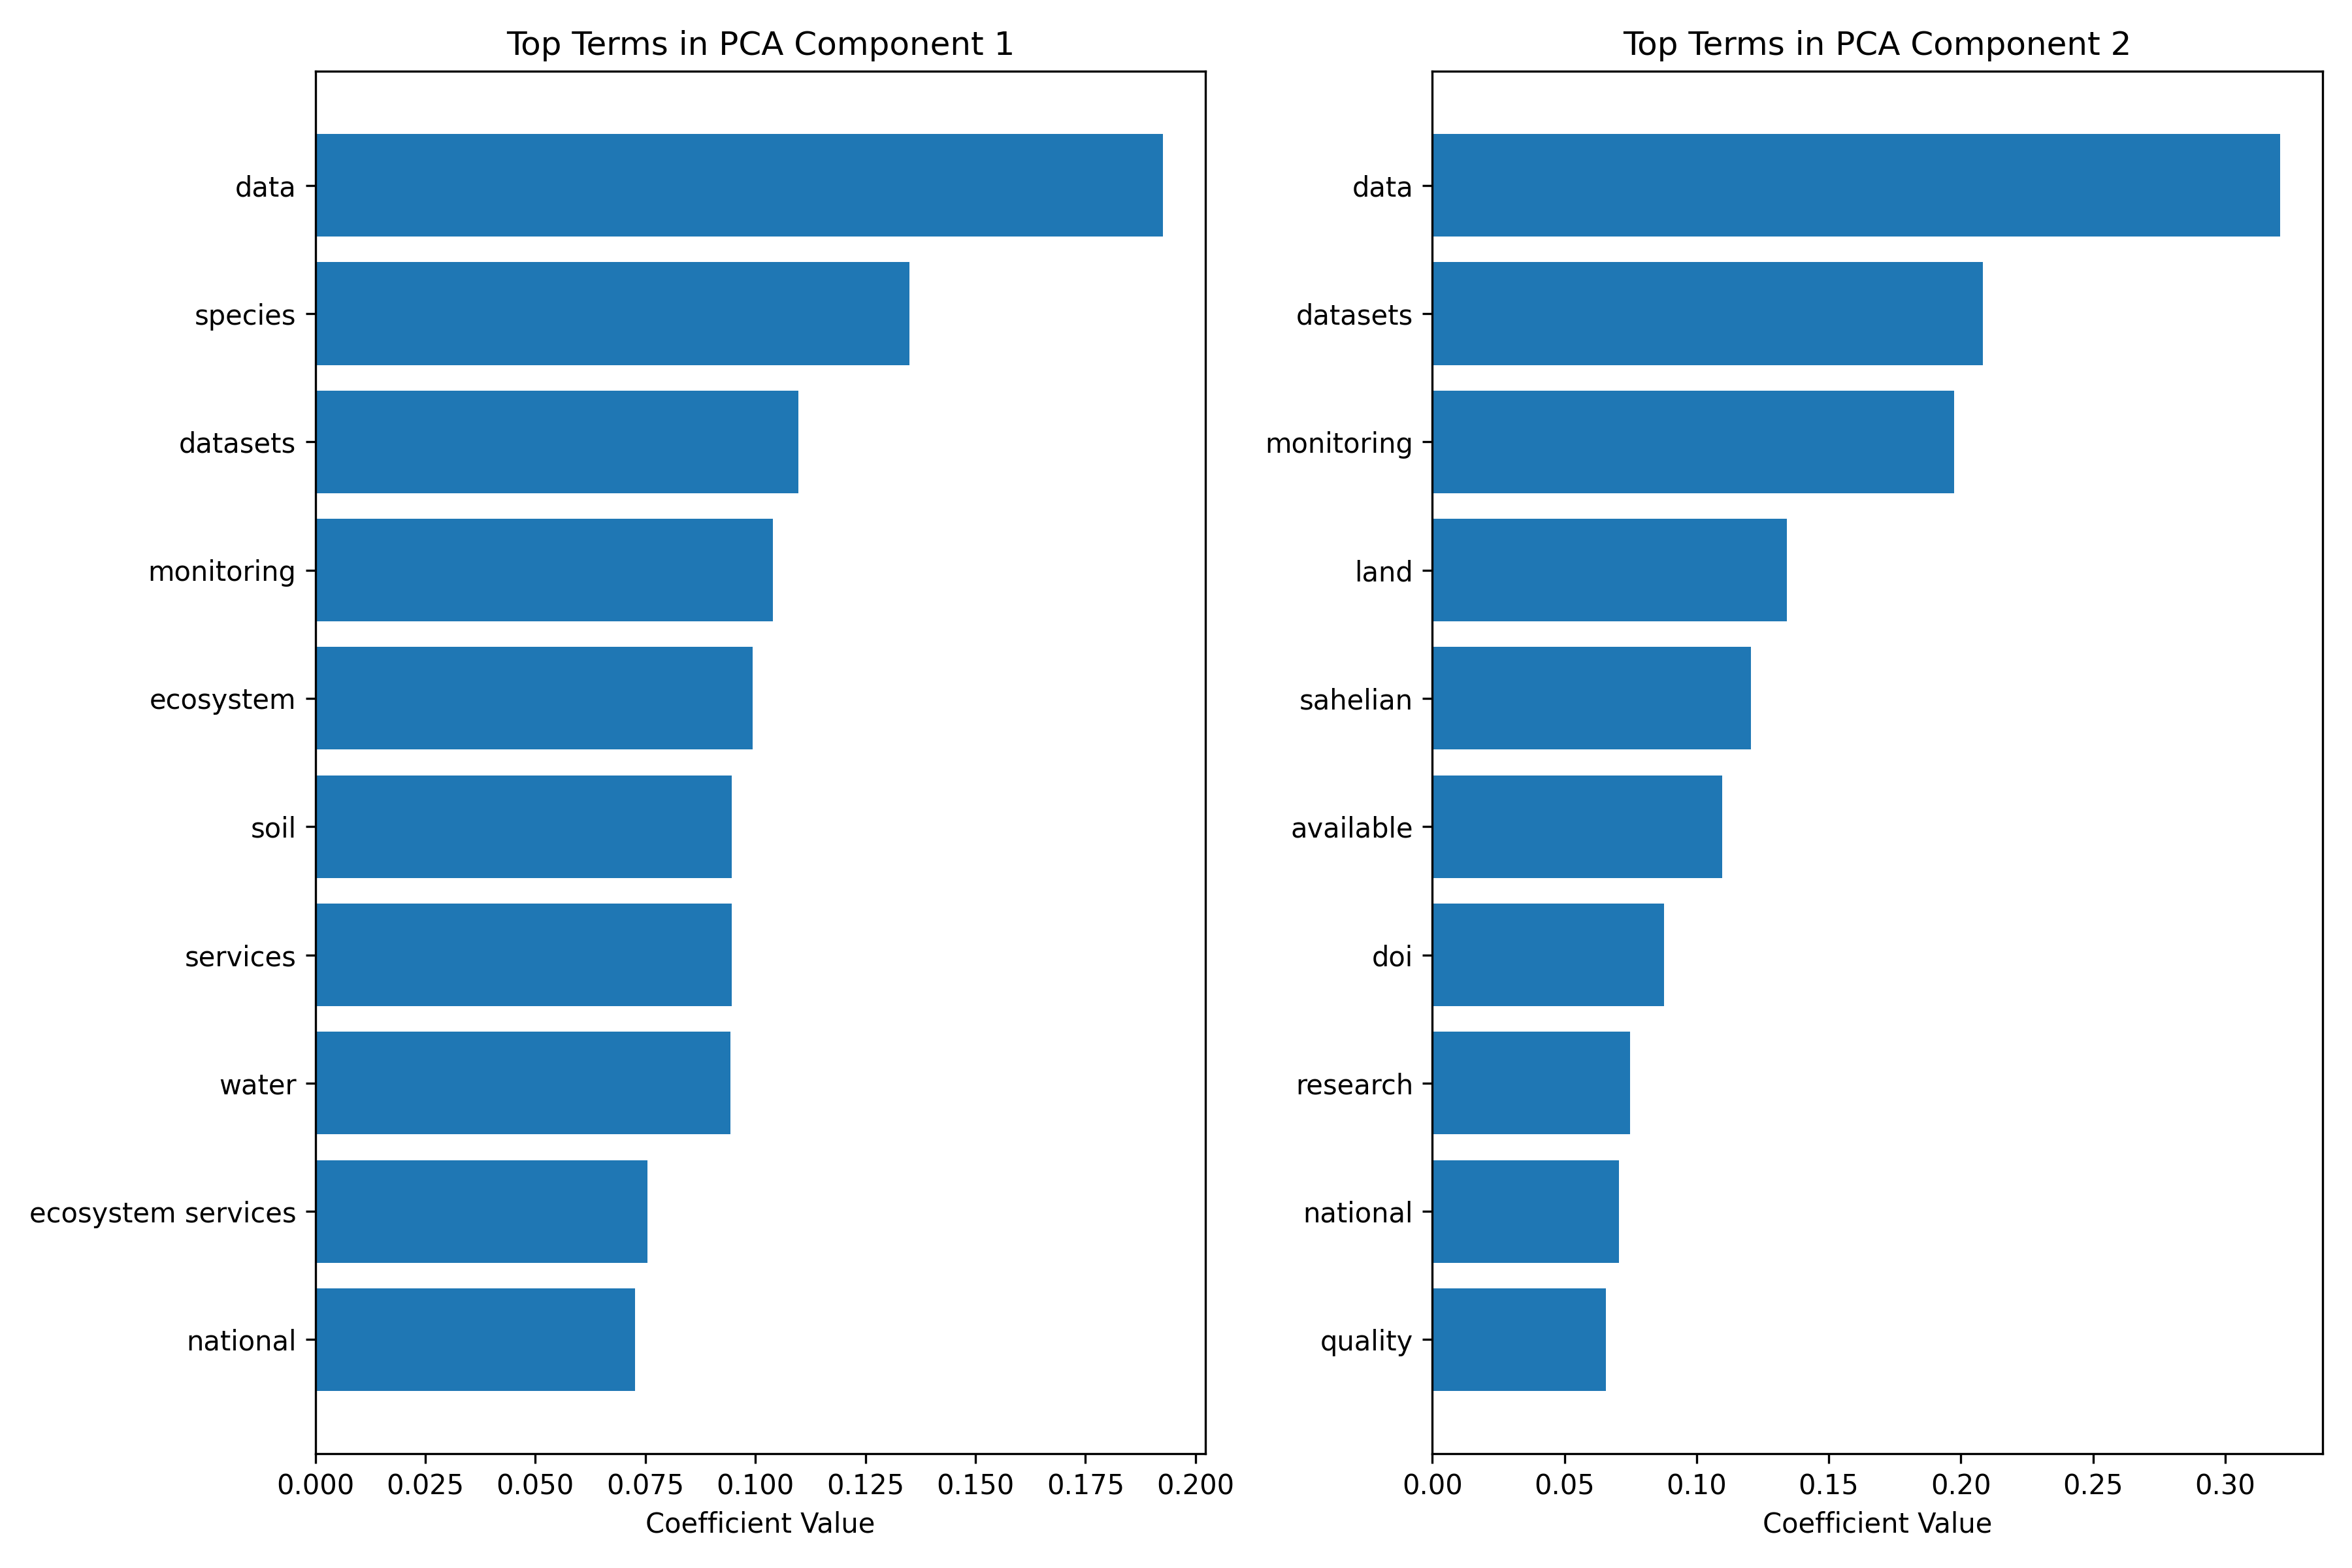 Top Terms in PCA Component 1
data
species
datasets
monitoring
ecosystem
soil
services
water
ecosystem services
national
0.000 0.025 0.050 0.075 0.100 0.125 0.150 0.175 0.200
Coefficient Value
Top Terms in PCA Component 2
data
datasets
monitoring
land
sahelian
available
doi
research
national
quality
0.00 0.05 0.10 0.15 0.20 0.25 0.30
Coefficient Value